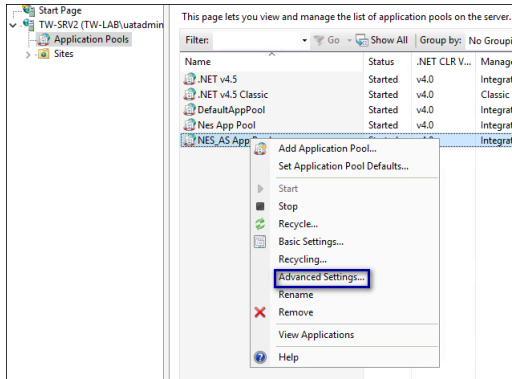 Start Page
TW-SRV2 (TW-LAB\uatadmin
Application Pools
Sites
This page lets you view and manage the list of application pools on the server.
Filter: Go Show All Group by: No Groupi
Name Status .NET CLR V... Manage
.NET v4.5 Started v4.0 Integrat
.NET v4.5 Classic Started v4.0 Classic
DefaultAppPool Started v4.0 Integrat
Nes App Pool Started v4.0 Integrat
NES_AS App Integrat
Add Application Pool...
Set Application Pool Defaults...
Start
Stop
Recycle...
Basic Settings...
Recycling...
Advanced Settings...
Rename
Remove
View Applications
Help